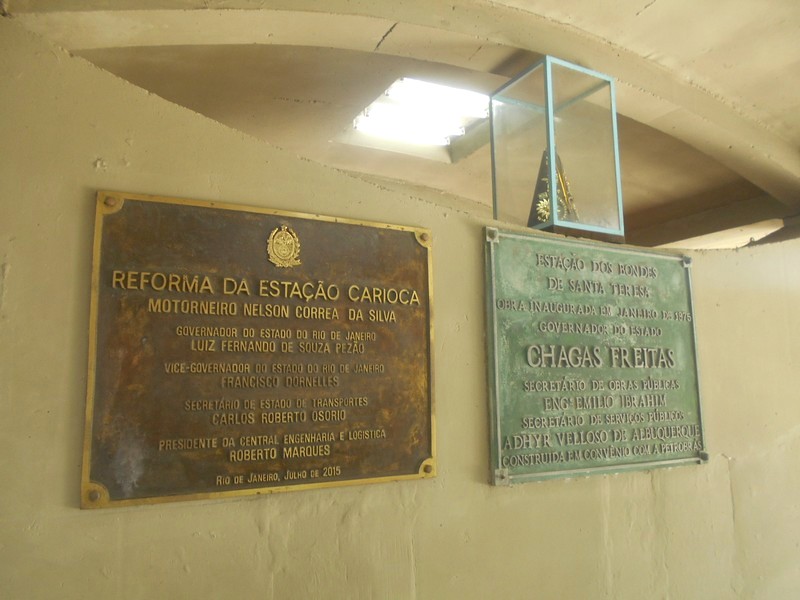 REFORMA DA ESTAÇÃO CARIOCA
MOTORNEIRO NELSON CORREA DA SILVA
GOVERNADOR DO ESTADO DO RIO DE JANEIRO
LUIZ FERNANDO DE SOUZA PEZÃO
VICE-GOVERNADOR DO ESTADO DO RIO DE JANEIRO
FRANCISCO DORNELLES
SECRETÁRIO DE ESTADO DE TRANSPORTES
CARLOS ROBERTO OSORIO
PRESIDENTE DA CENTRAL ENGENHARIA E LOGÍSTICA
ROBERTO MARQUES
RIO DE JANEIRO, JULHO DE 2015
ESTAÇÃO DOS BONDES
DE SANTA TERESA
OBRA INAUGURADA EM JANEIRO DE 1975
GOVERNADOR DO ESTADO
CHAGAS FREITAS
SECRETÁRIO DE OBRAS PÚBLICA
ENG. EMILIO IBRAHIM
SECRETÁRIO DE SERVIÇOS PÚBLICO
ADHYR VELLOSO DE ALBUQUERQUE
CONSTRUIDA EM CONVÊNIO COM A PETROBRÁS